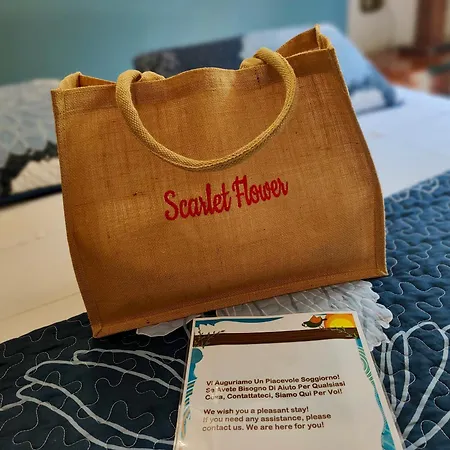 Scarlet Flower
Vi Auguriamo Un Piacevole Soggiorno!
Se Avete Bisogno Di Aiuto Per Qualsiasi
Cosa, Contattateci, Siamo Qui Per Voi!
We wish you a pleasant stay!
If you need any assistance, please
contact us. We are here for you!